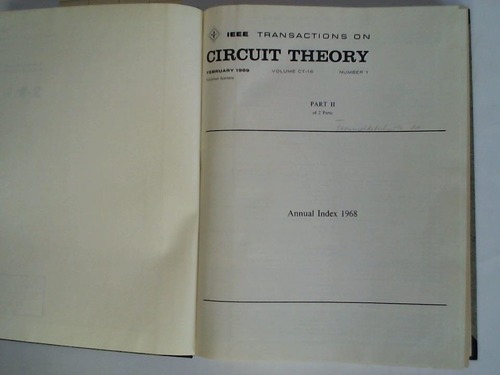 IEEE TRANSACTIONS ON
CIRCUIT THEORY
FEBRUARY 1969 VOLUME CT-16 NUMBER 1
PART II
of 2 Parts
Annual Index 1968